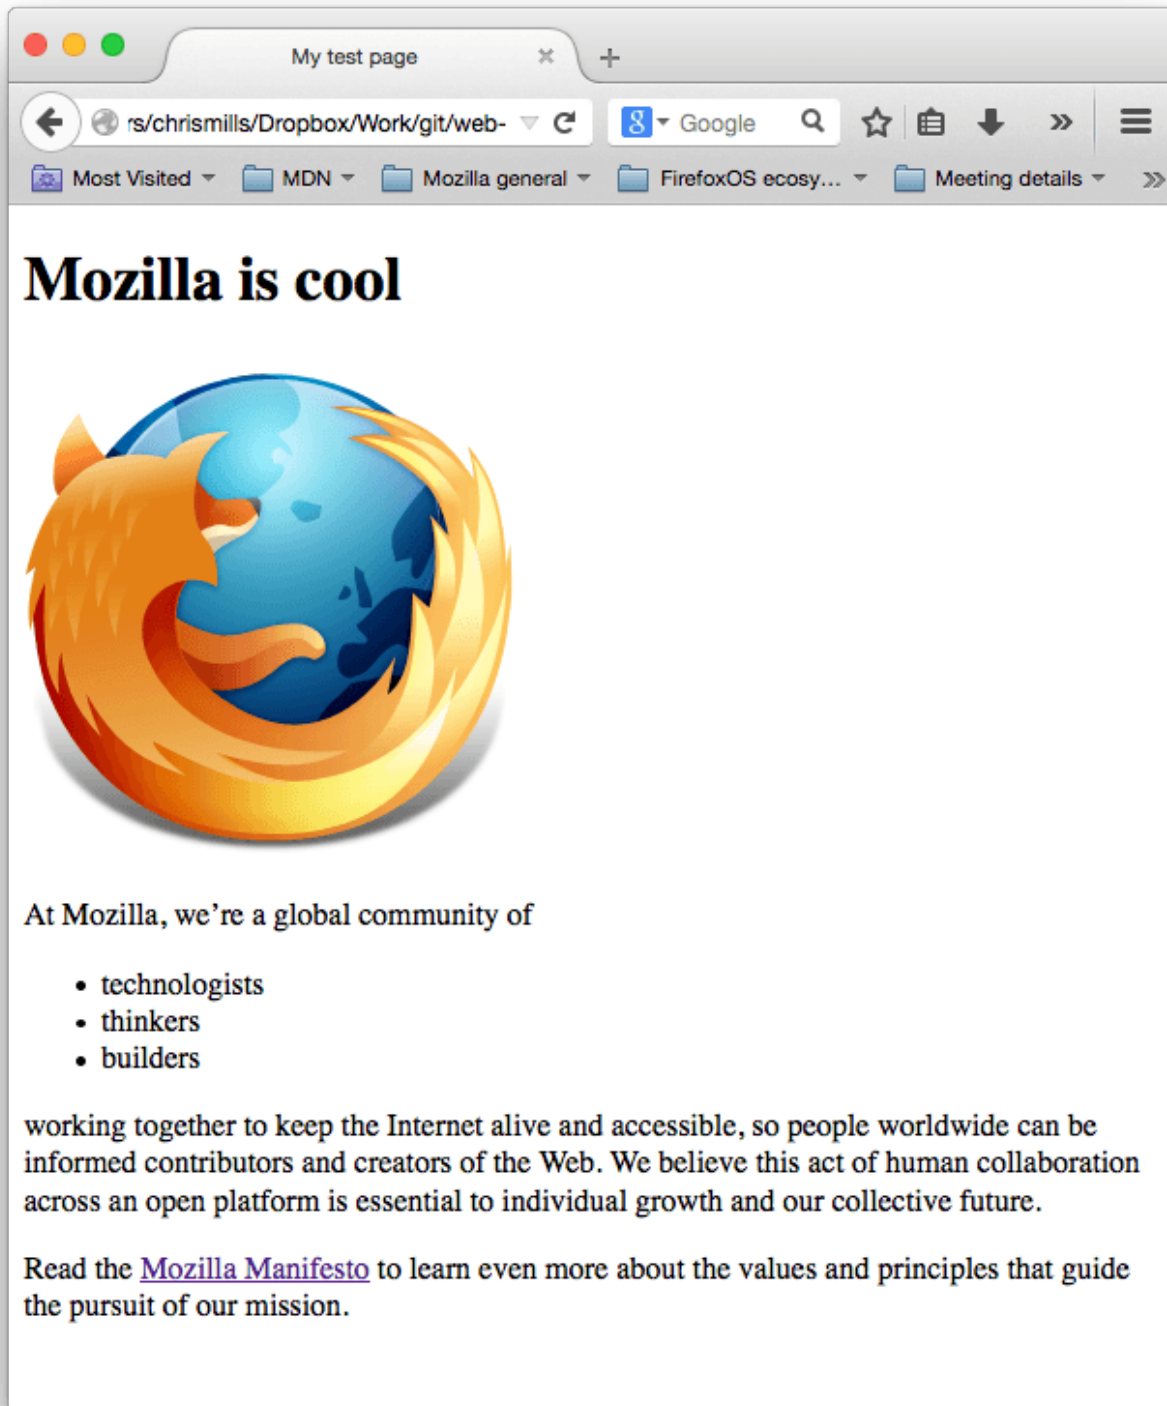 My test page
rs/chrismills/Dropbox/Work/git/web-
Google
Most Visited MDN Mozilla general FirefoxOS ecosy... Meeting details
Mozilla is cool
At Mozilla, we’re a global community of
• technologists
• thinkers
• builders
working together to keep the Internet alive and accessible, so people worldwide can be
informed contributors and creators of the Web. We believe this act of human collaboration
across an open platform is essential to individual growth and our collective future.
Read the Mozilla Manifesto to learn even more about the values and principles that guide
the pursuit of our mission.